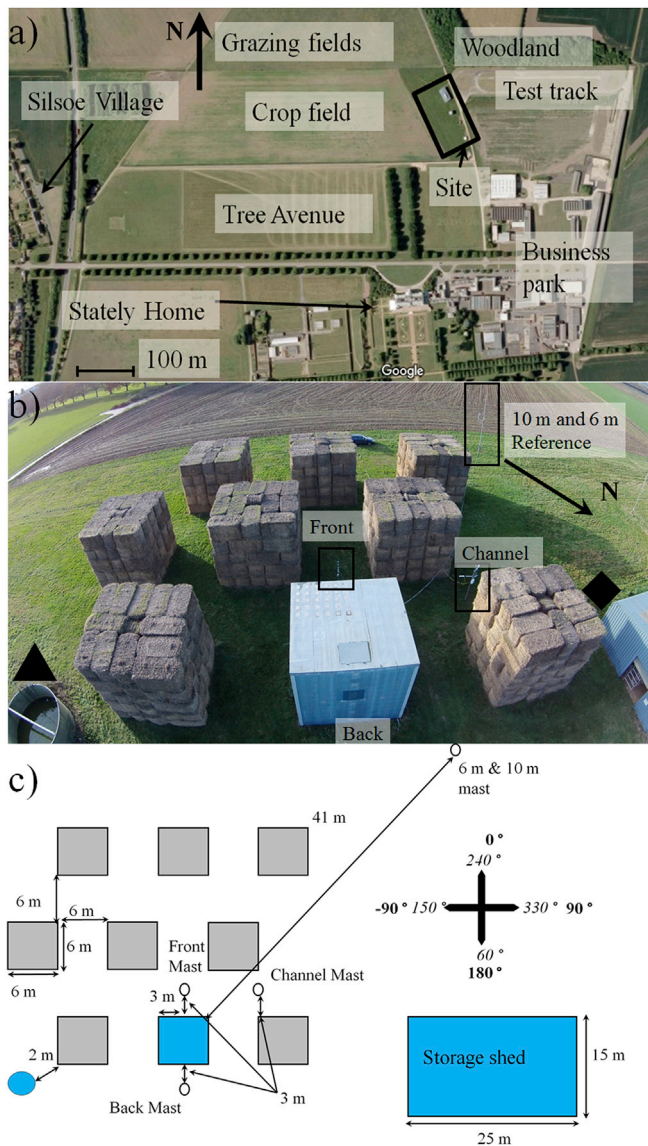 a)
N
Grazing fields
Woodland
Silsoe Village
Crop field
Test track
Site
Tree Avenue
Business
park
Stately Home
100 m
Google
b)
10 m and 6 m
Reference
N
Front
Channel
Back
c)
6 m & 10 m
mast
41 m
0 °
240 °
6 m
6 m
-90 °
150 °
330 °
90 °
6 m
60 °
180 °
Front
Mast
6 m
Channel Mast
3 m
2 m
Storage shed
15 m
3 m
Back Mast
25 m